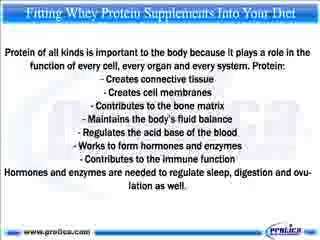 Fitting Whey Protein Supplements Into Your Diet
Protein of all kinds is important to the body because it plays a role in the
function of every cell, every organ and every system. Protein:
- Creates connective tissue
- Creates cell membranes
- Contributes to the bone matrix
- Maintains the body's fluid balance
- Regulates the acid base of the blood
- Works to form hormones and enzymes
- Contributes to the immune function
Hormones and enzymes are needed to regulate sleep, digestion and ovu-
lation as well.
www.protica.com
protica